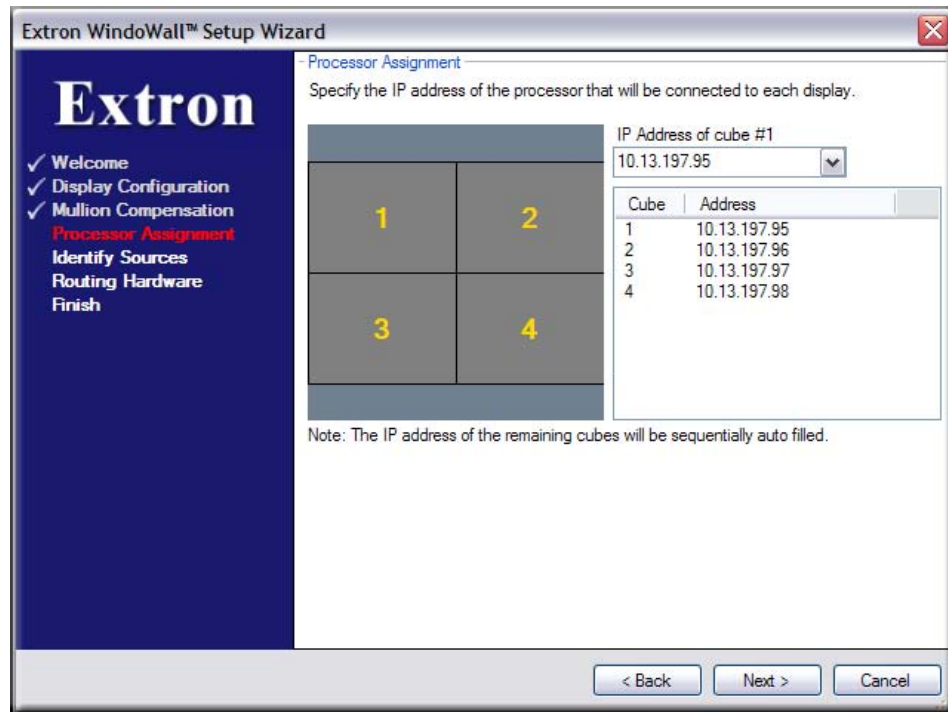 Extron WindoWall™ Setup Wizard
Extron
✓ Welcome
✓ Display Configuration
✓ Mullion Compensation
Processor Assignment
Identify Sources
Routing Hardware
Finish
Processor Assignment
Specify the IP address of the processor that will be connected to each display.
1 2
3 4
IP Address of cube #1
10.13.197.95
Cube Address
1 10.13.197.95
2 10.13.197.96
3 10.13.197.97
4 10.13.197.98
Note: The IP address of the remaining cubes will be sequentially auto filled.
< Back Next > Cancel